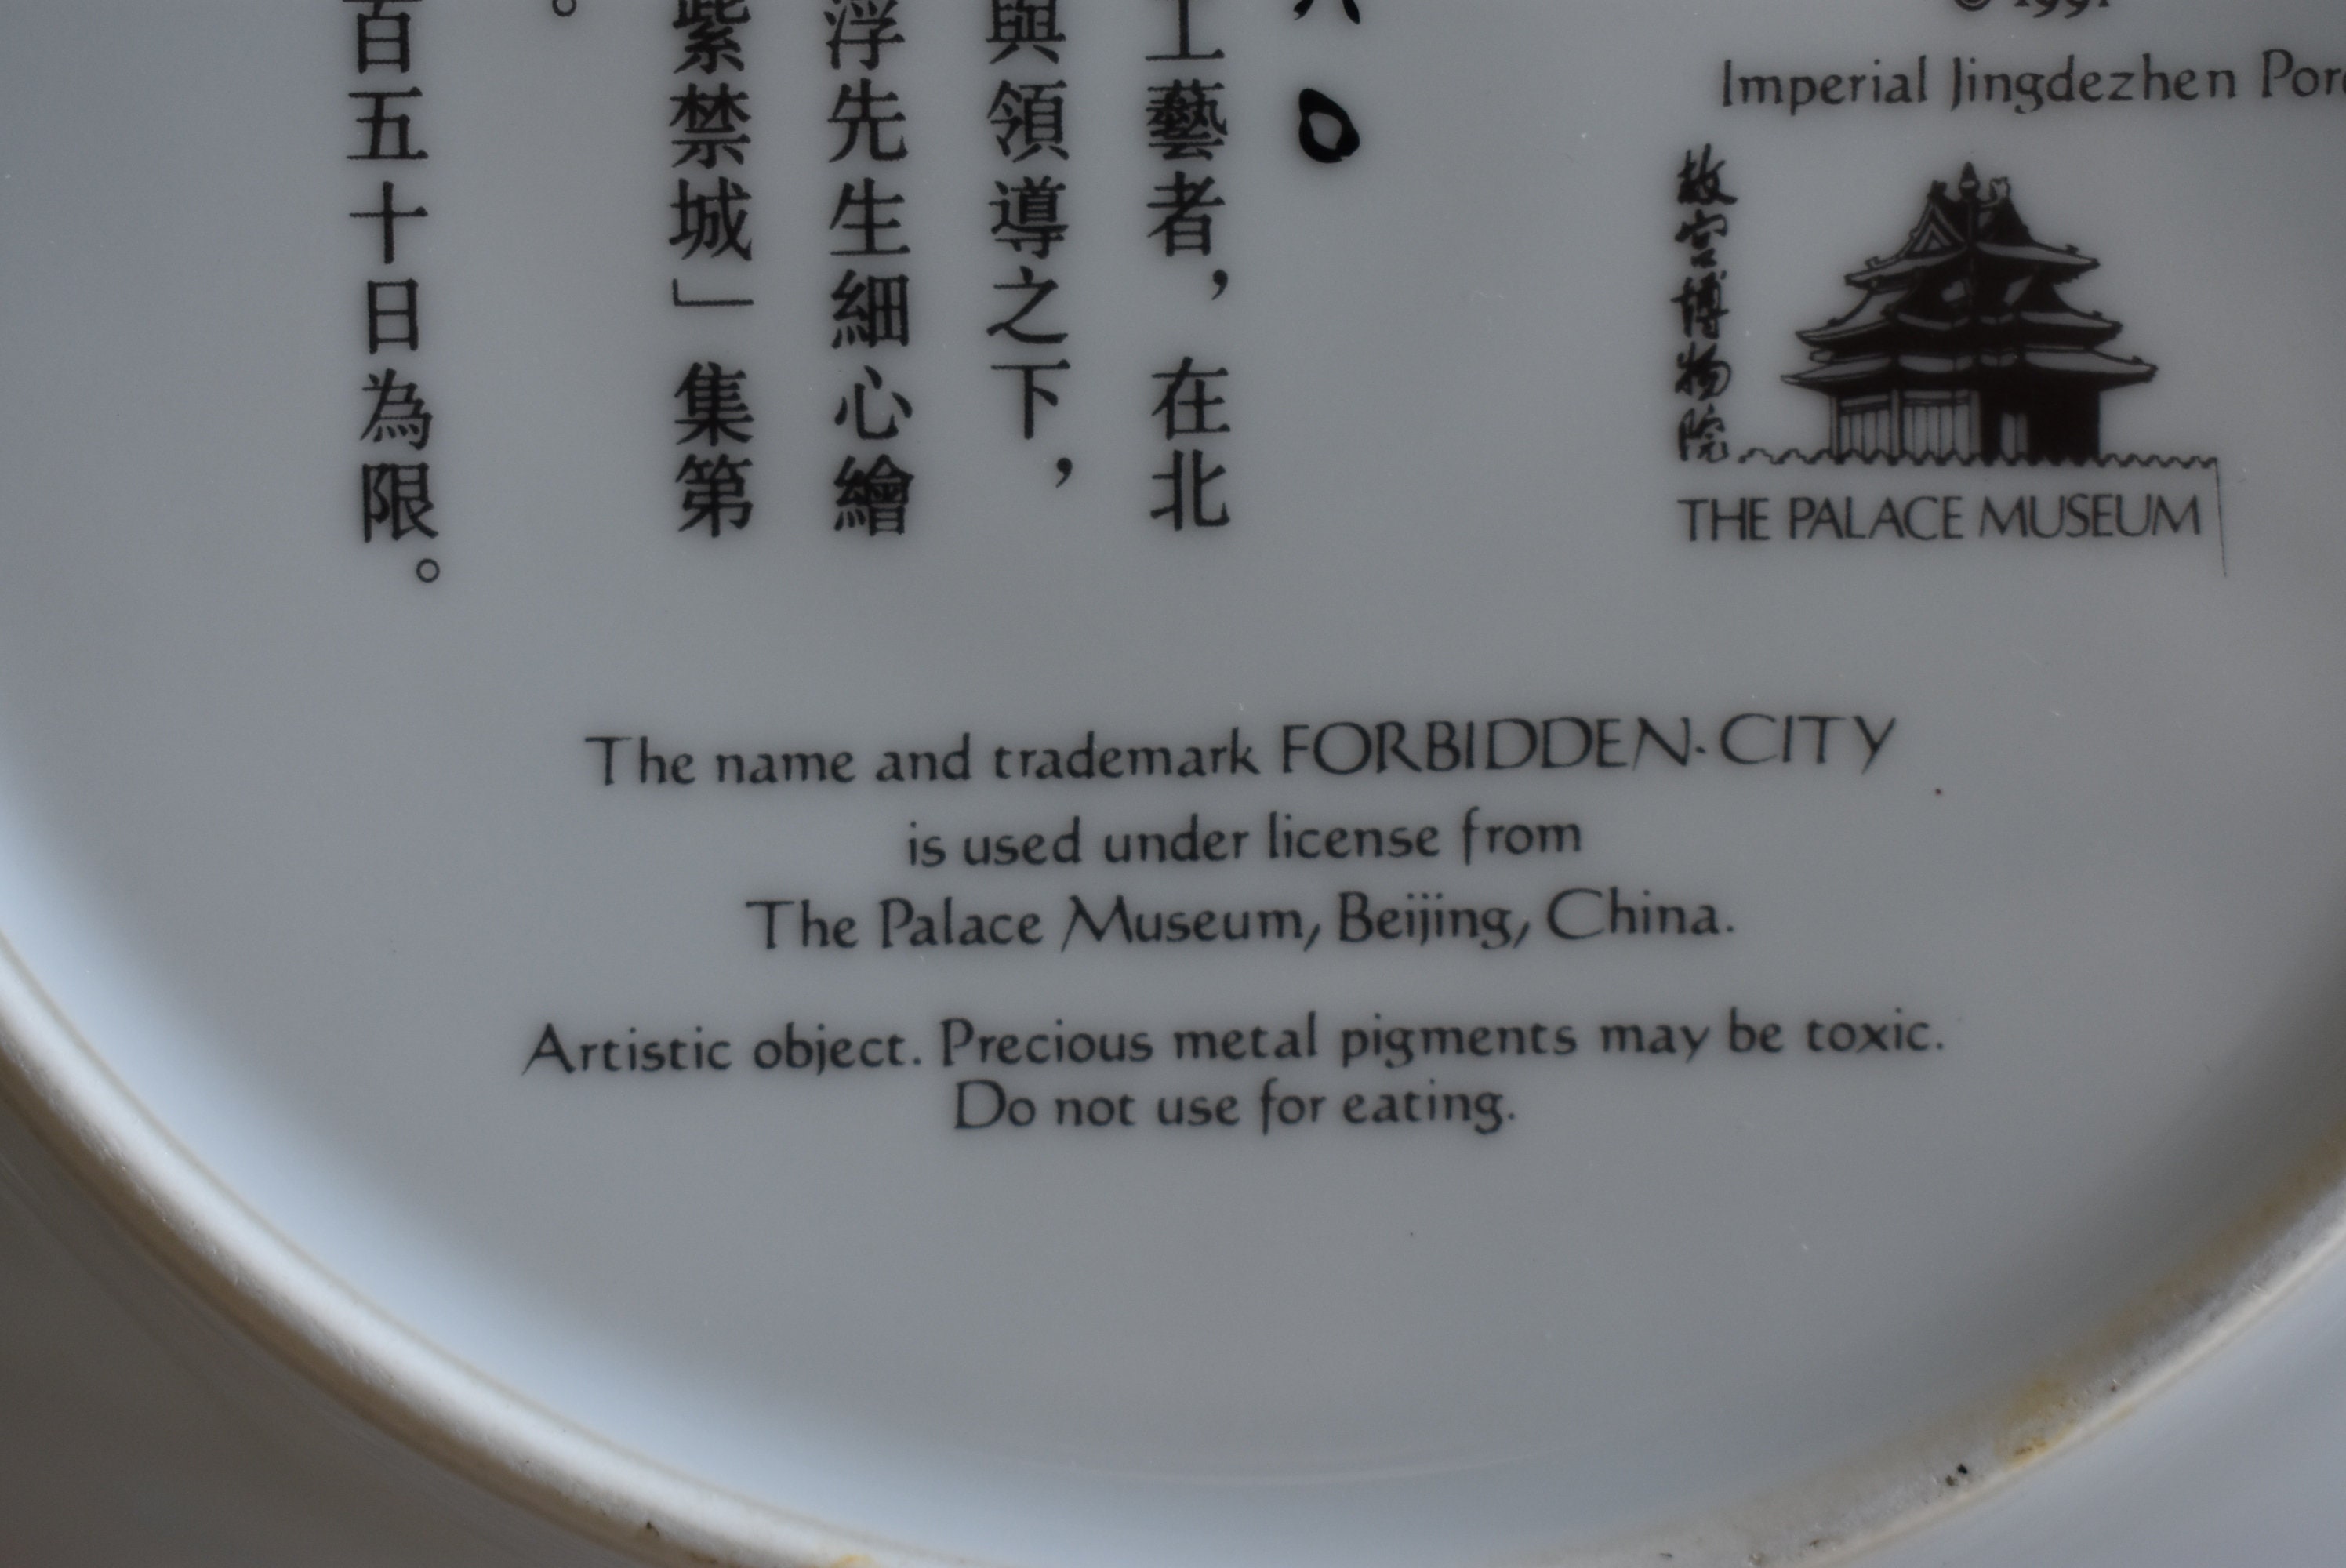 工藝者，在北
與領導之下，
浮先生細心繪
紫禁城」集第
。
百五十日為限。
© 1991
Imperial Jingdezhen
故宮博物院
THE PALACE MUSEUM
The name and trademark FORBIDDEN·CITY
is used under license from
The Palace Museum, Beijing, China.
Artistic object. Precious metal pigments may be toxic.
Do not use for eating.